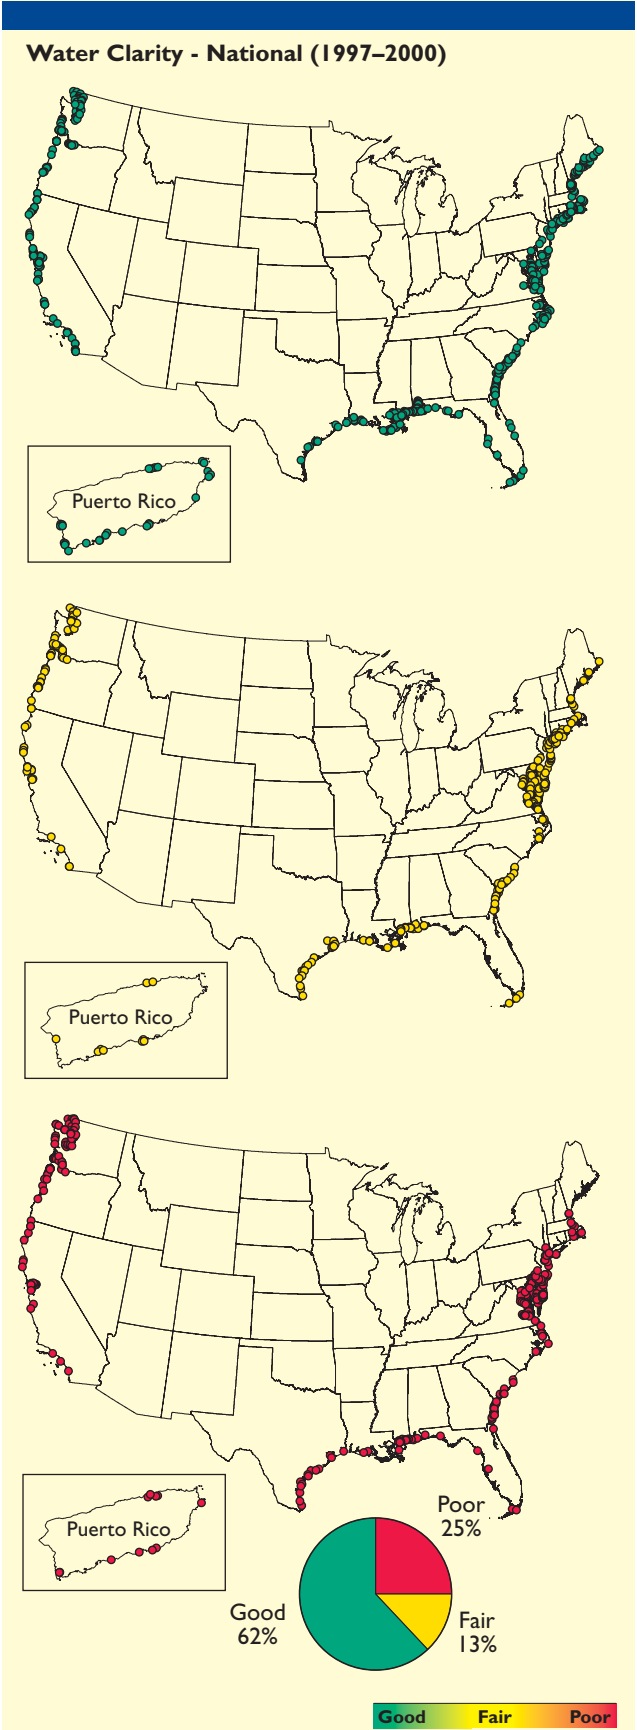 Water Clarity - National (1997–2000)
Puerto Rico
Puerto Rico
Puerto Rico
Poor
25%
Good
62%
Fair
13%
Good Fair Poor